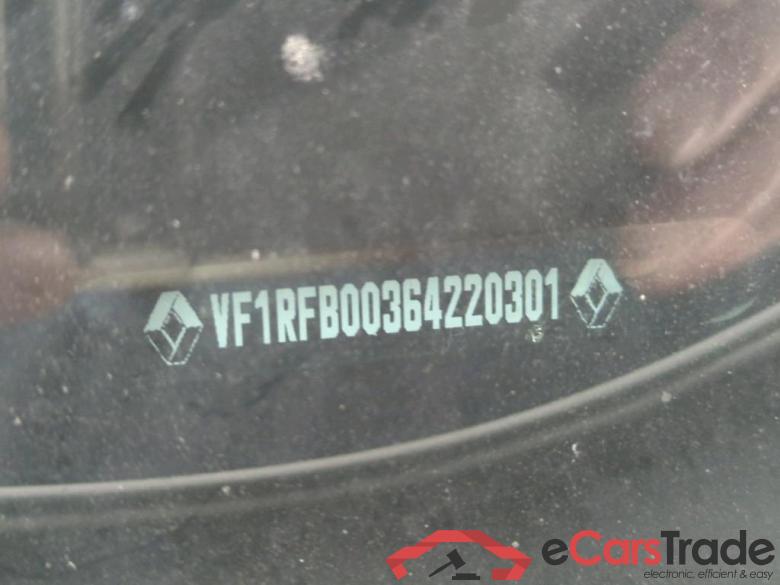 VF1RFB00364220301
eCarsTrade
electronic, efficient & easy